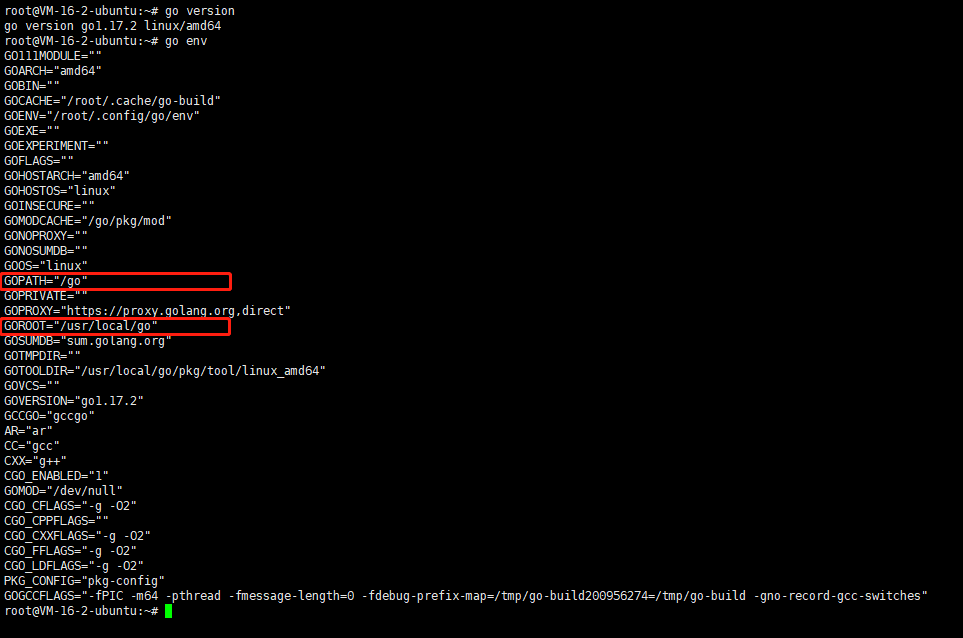 root@VM-16-2-ubuntu:~# go version
go version go1.17.2 linux/amd64
root@VM-16-2-ubuntu:~# go env
GO111MODULE=""
GOARCH="amd64"
GOBIN=""
GOCACHE="/root/.cache/go-build"
GOENV="/root/.config/go/env"
GOEXE=""
GOEXPERIMENT=""
GOFLAGS=""
GOHOSTARCH="amd64"
GOHOSTOS="linux"
GOINSECURE=""
GOMODCACHE="/go/pkg/mod"
GONOPROXY=""
GONOSUMDB=""
GOOS="linux"
GOPATH="/go"
GOPRIVATE=""
GOPROXY="https://proxy.golang.org,direct"
GOROOT="/usr/local/go"
GOSUMDB="sum.golang.org"
GOTMPDIR=""
GOTOOLDIR="/usr/local/go/pkg/tool/linux_amd64"
GOVCS=""
GOVERSION="go1.17.2"
GCCGO="gccgo"
AR="ar"
CC="gcc"
CXX="g++"
CGO_ENABLED="1"
GOMOD="/dev/null"
CGO_CFLAGS="-g -O2"
CGO_CPPFLAGS=""
CGO_CXXFLAGS="-g -O2"
CGO_FFLAGS="-g -O2"
CGO_LDFLAGS="-g -O2"
PKG_CONFIG="pkg-config"
GOGCCFLAGS="-fPIC -m64 -pthread -fmessage-length=0 -fdebug-prefix-map=/tmp/go-build200956274=/tmp/go-build -gno-record-gcc-switches"
root@VM-16-2-ubuntu:~#